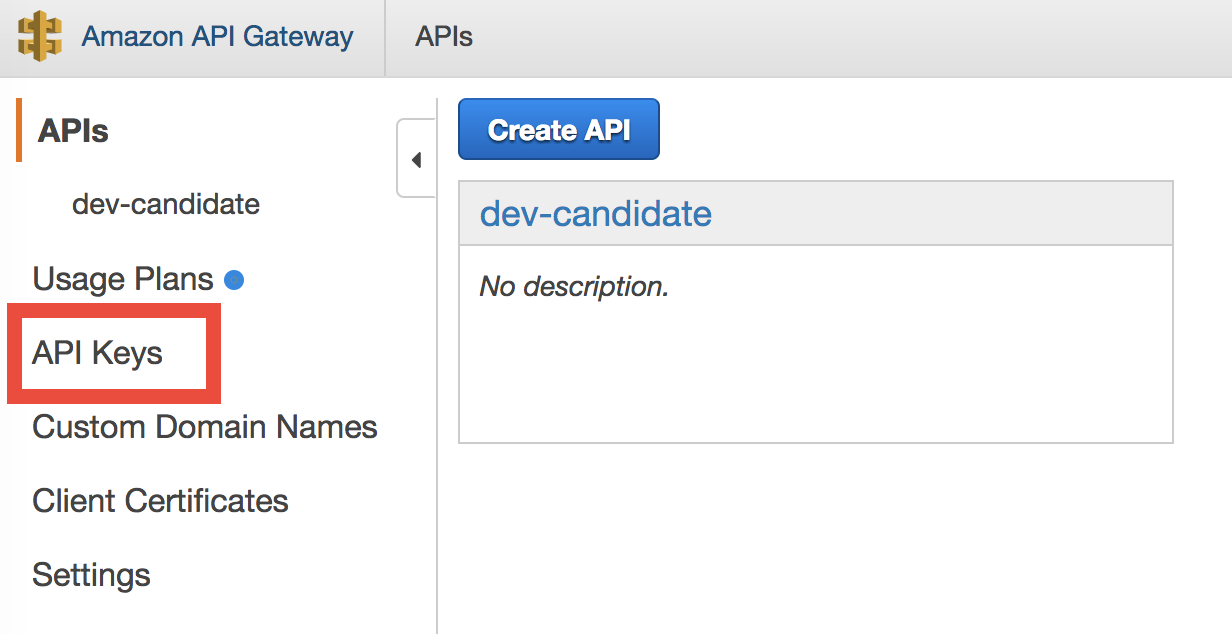 Amazon API Gateway
APIs
APIs
dev-candidate
Usage Plans
API Keys
Custom Domain Names
Client Certificates
Settings
Create API
dev-candidate
No description.